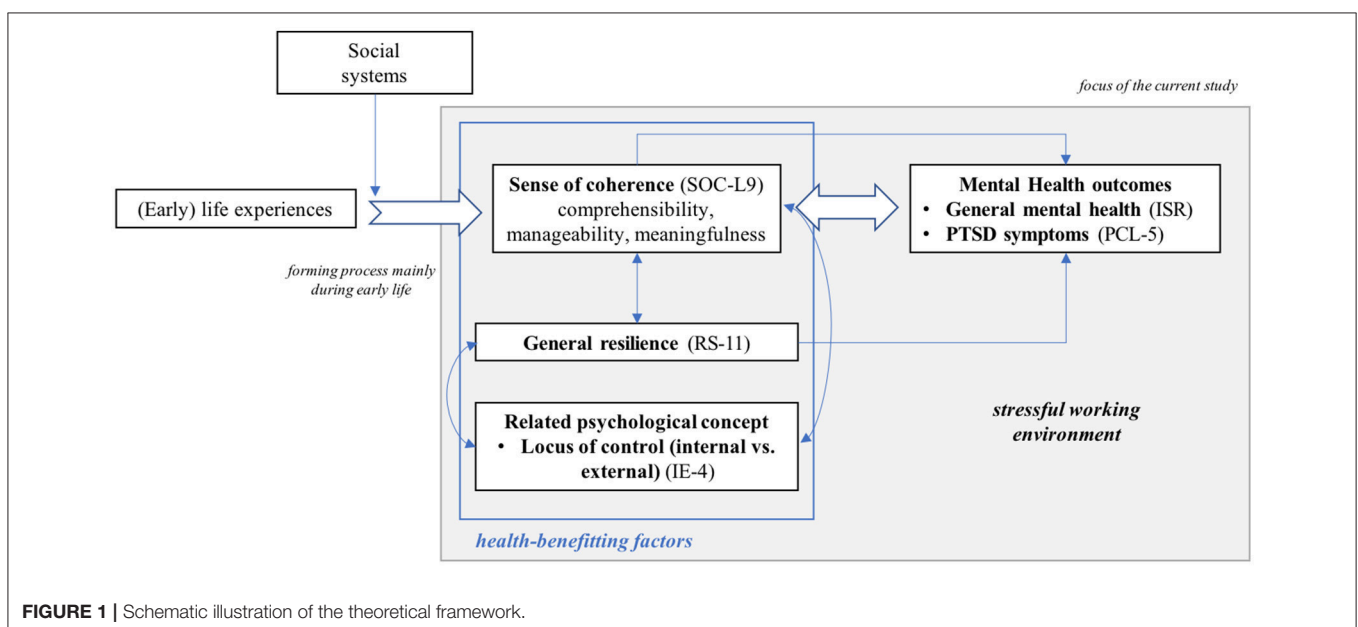 Social
systems
focus of the current study
(Early) life experiences
Sense of coherence (SOC-L9)
comprehensibility,
manageability, meaningfulness
Mental Health outcomes
• General mental health (ISR)
• PTSD symptoms (PCL-5)
forming process mainly
during early life
General resilience (RS-11)
Related psychological concept
• Locus of control (internal vs.
external) (IE-4)
stressful working
environment
health-benefitting factors
FIGURE 1 | Schematic illustration of the theoretical framework.